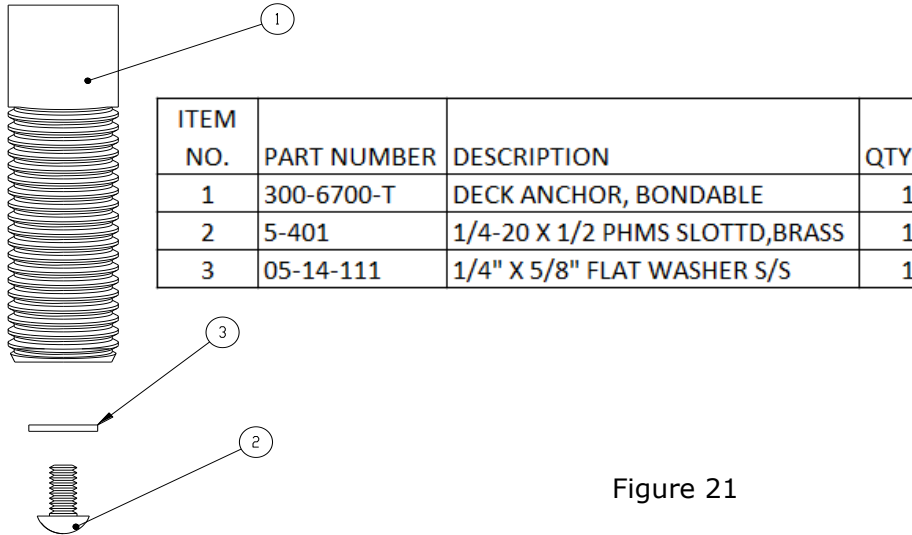 1
ITEM NO. PART NUMBER DESCRIPTION QTY
1 300-6700-T DECK ANCHOR, BONDABLE 1
2 5-401 1/4-20 X 1/2 PHMS SLOTTD,BRASS 1
3 05-14-111 1/4" X 5/8" FLAT WASHER S/S 1
3
2
Figure 21